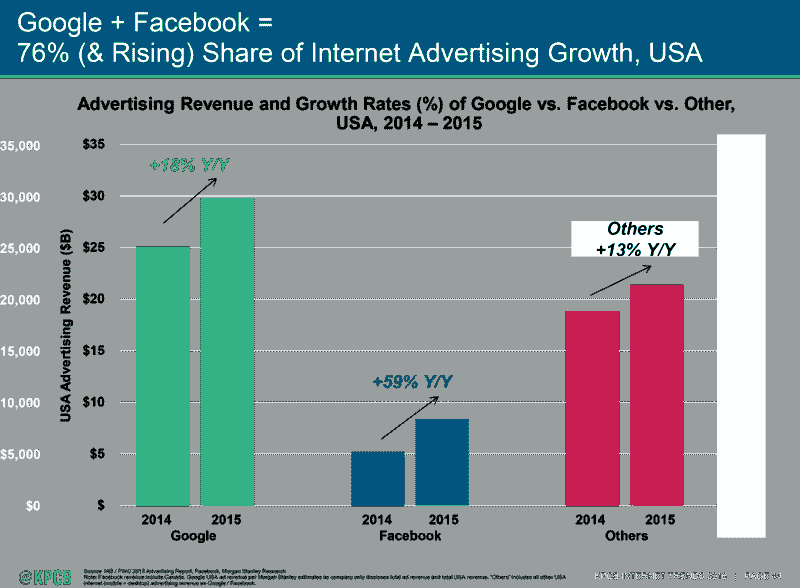 Google + Facebook =
76% (& Rising) Share of Internet Advertising Growth, USA
Advertising Revenue and Growth Rates (%) of Google vs. Facebook vs. Other,
USA, 2014 – 2015
35,000
30,000
25,000
20,000
15,000
10,000
$5,000
$0
USA Advertising Revenue ($B)
$35
$30
$25
$20
$15
$10
$5
$
+18% Y/Y
+59% Y/Y
Others
+13% Y/Y
2014 2015
Google
2014 2015
Facebook
2014 2015
Others
@KPCB
Source: IAB / PWC 2015 Advertising Report, Facebook, Morgan Stanley Research
Note: Facebook revenue include Canada. Google USA ad revenue per Morgan Stanley estimates as company only discloses total ad revenue and total USA revenue. "Others" includes all other USA
internet (mobile + desktop) advertising revenue ex-Google / Facebook.
KPCB INTERNET TRENDS 2016 | PAGE